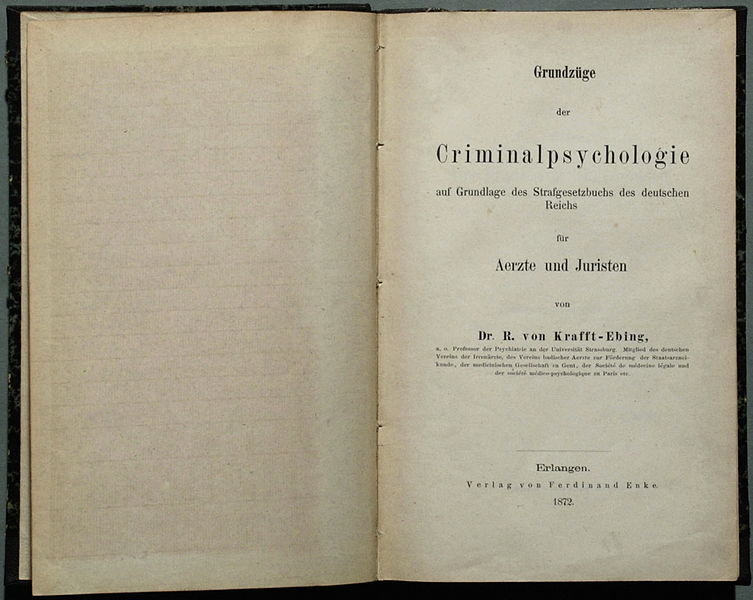 Grundzüge
der
Criminalpsychologie
auf Grundlage des Strafgesetzbuchs des deutschen
Reichs
für
Aerzte und Juristen
von
Dr. R. von Krafft-Ebing,
a. o. Professor der Psychiatrie an der Universität Strassburg. Mitglied des deutschen
Vereins der Irrenärzte, des Vereins badischer Aerzte zur Förderung der Staatsarznei-
kunde, der medicinischen Gesellschaft zu Gent, der Société de médecine légale und
der société médico-psychologique zu Paris etc.
Erlangen.
Verlag von Ferdinand Enke.
1872.